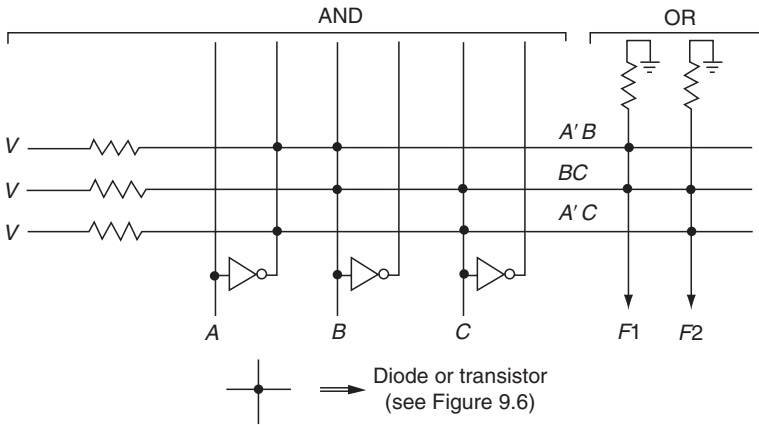 AND OR
V A′ B
V BC
V A′ C
A B C F1 F2
Diode or transistor
(see Figure 9.6)